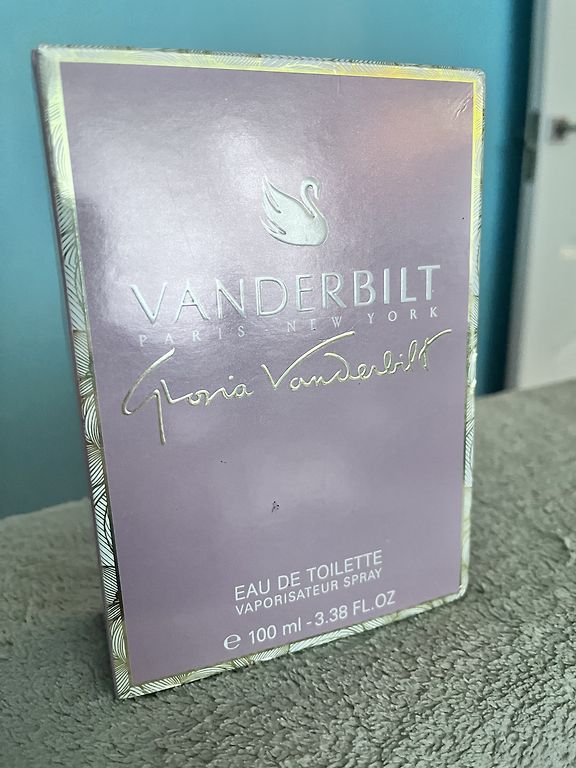 VANDERBILT
PARIS NEW YORK
Gloria Vanderbilt
EAU DE TOILETTE
VAPORISATEUR SPRAY
℮ 100 ml - 3.38 FL.OZ